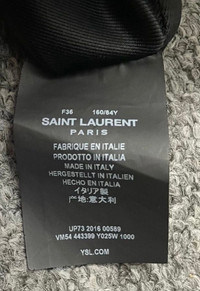 F36 160/84Y
SAINT LAURENT
PARIS
FABRIQUE EN ITALIE
PRODOTTO IN ITALIA
MADE IN ITALY
HERGESTELLT IN ITALIEN
HECHO EN ITALIA
イタリア製
产地:意大利
UP73 2016 00589
VM54 443399 Y025W 1000
YSL.COM